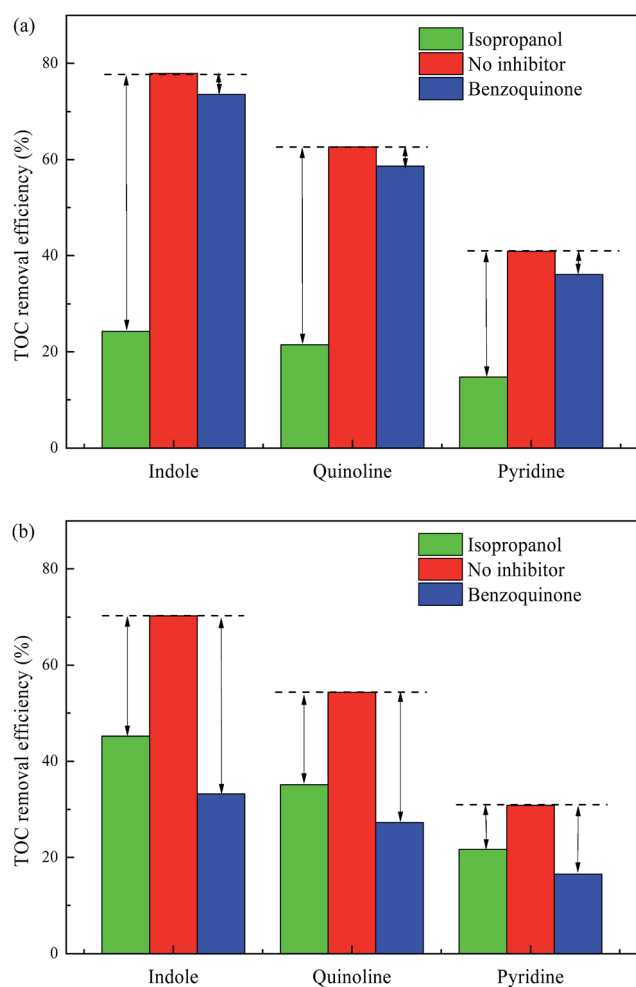 (a)
Isopropanol
No inhibitor
Benzoquinone
TOC removal efficiency (%)
80
60
40
20
0
Indole Quinoline Pyridine
(b)
Isopropanol
No inhibitor
Benzoquinone
TOC removal efficiency (%)
80
60
40
20
0
Indole Quinoline Pyridine